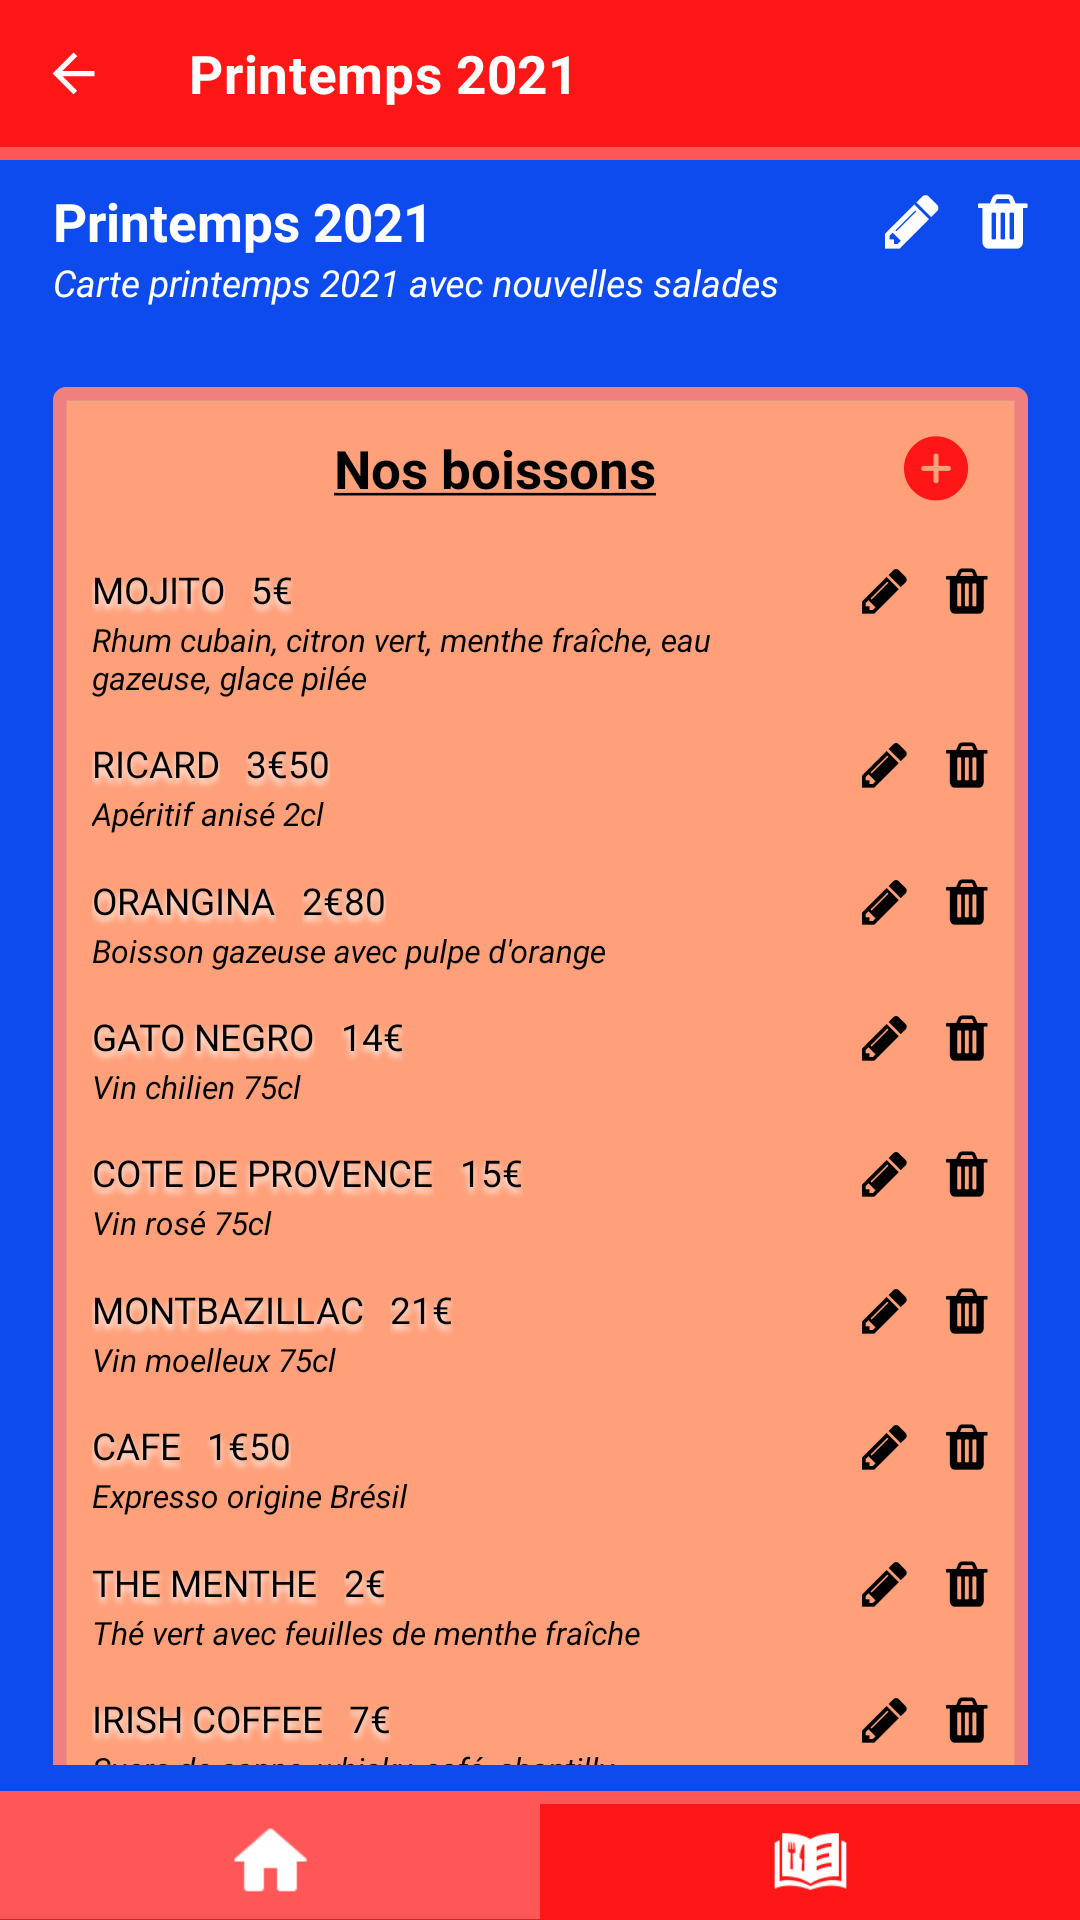 Printemps 2021
Printemps 2021
Carte printemps 2021 avec nouvelles salades
Nos boissons
MOJITO 5€
Rhum cubain, citron vert, menthe fraîche, eau
gazeuse, glace pilée
RICARD 3€50
Apéritif anisé 2cl
ORANGINA 2€80
Boisson gazeuse avec pulpe d'orange
GATO NEGRO 14€
Vin chilien 75cl
COTE DE PROVENCE 15€
Vin rosé 75cl
MONTBAZILLAC 21€
Vin moelleux 75cl
CAFE 1€50
Expresso origine Brésil
THE MENTHE 2€
Thé vert avec feuilles de menthe fraîche
IRISH COFFEE 7€